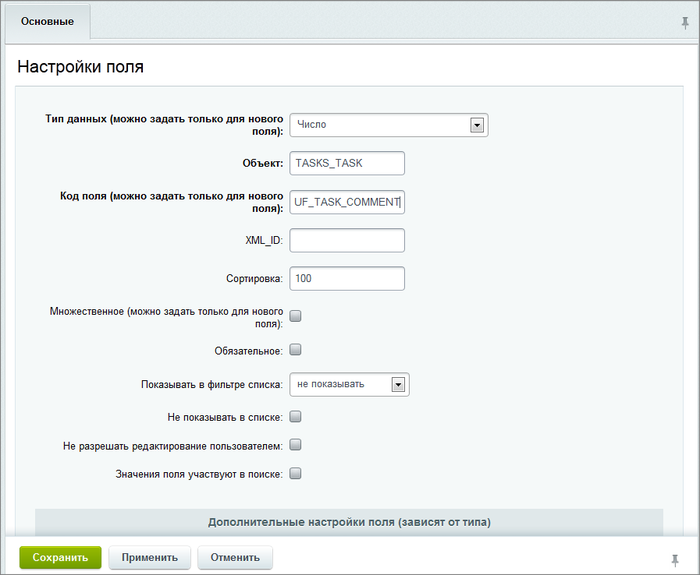 Основные
Настройки поля
Тип данных (можно задать только для нового
поля):
Число
Объект:
TASKS_TASK
Код поля (можно задать только для нового
поля):
UF_TASK_COMMENT
XML_ID:
Сортировка:
100
Множественное (можно задать только для нового
поля):
Обязательное:
Показывать в фильтре списка:
не показывать
Не показывать в списке:
Не разрешать редактирование пользователем:
Значения поля участвуют в поиске:
Дополнительные настройки поля (зависят от типа)
Сохранить
Применить
Отменить